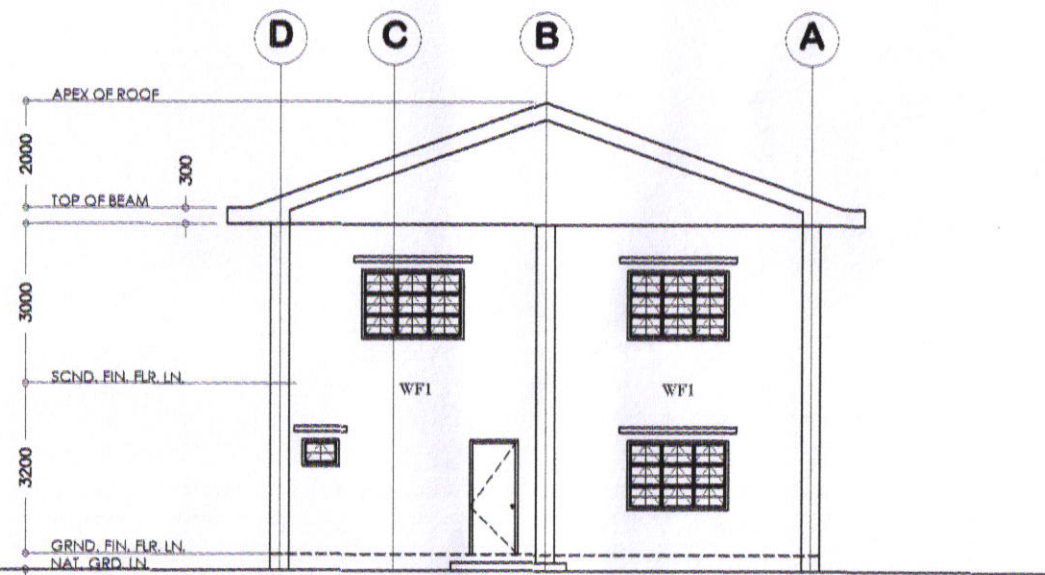 D C B A
APEX OF ROOF
2000
300
TOP OF BEAM
3000
SCND. FIN. FLR. LN.
WF1 WF1
3200
GRND. FIN. FLR. LN.
NAT. GRD. LN.